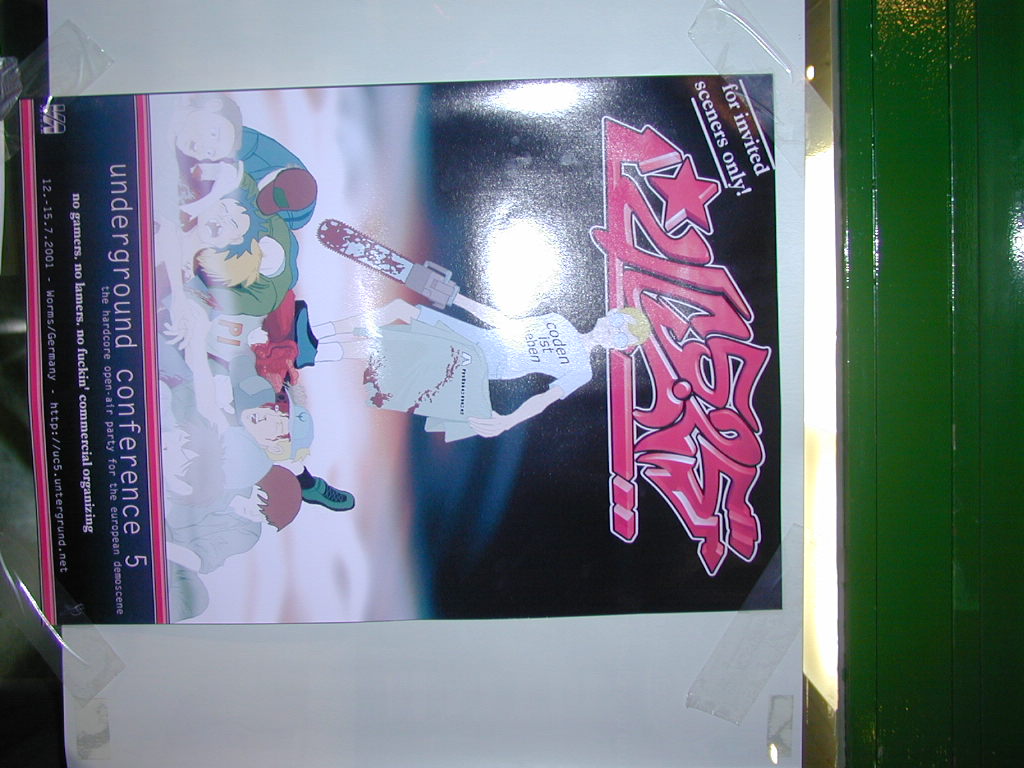 for invited
sceners only!
coden
ist
leben
underground conference 5
the hardcore open-air party for the european demoscene
no gamers. no lamers. no fuckin' commercial organizing
12.-15.7.2001 - Worms/Germany - http://uc5.untergrund.net